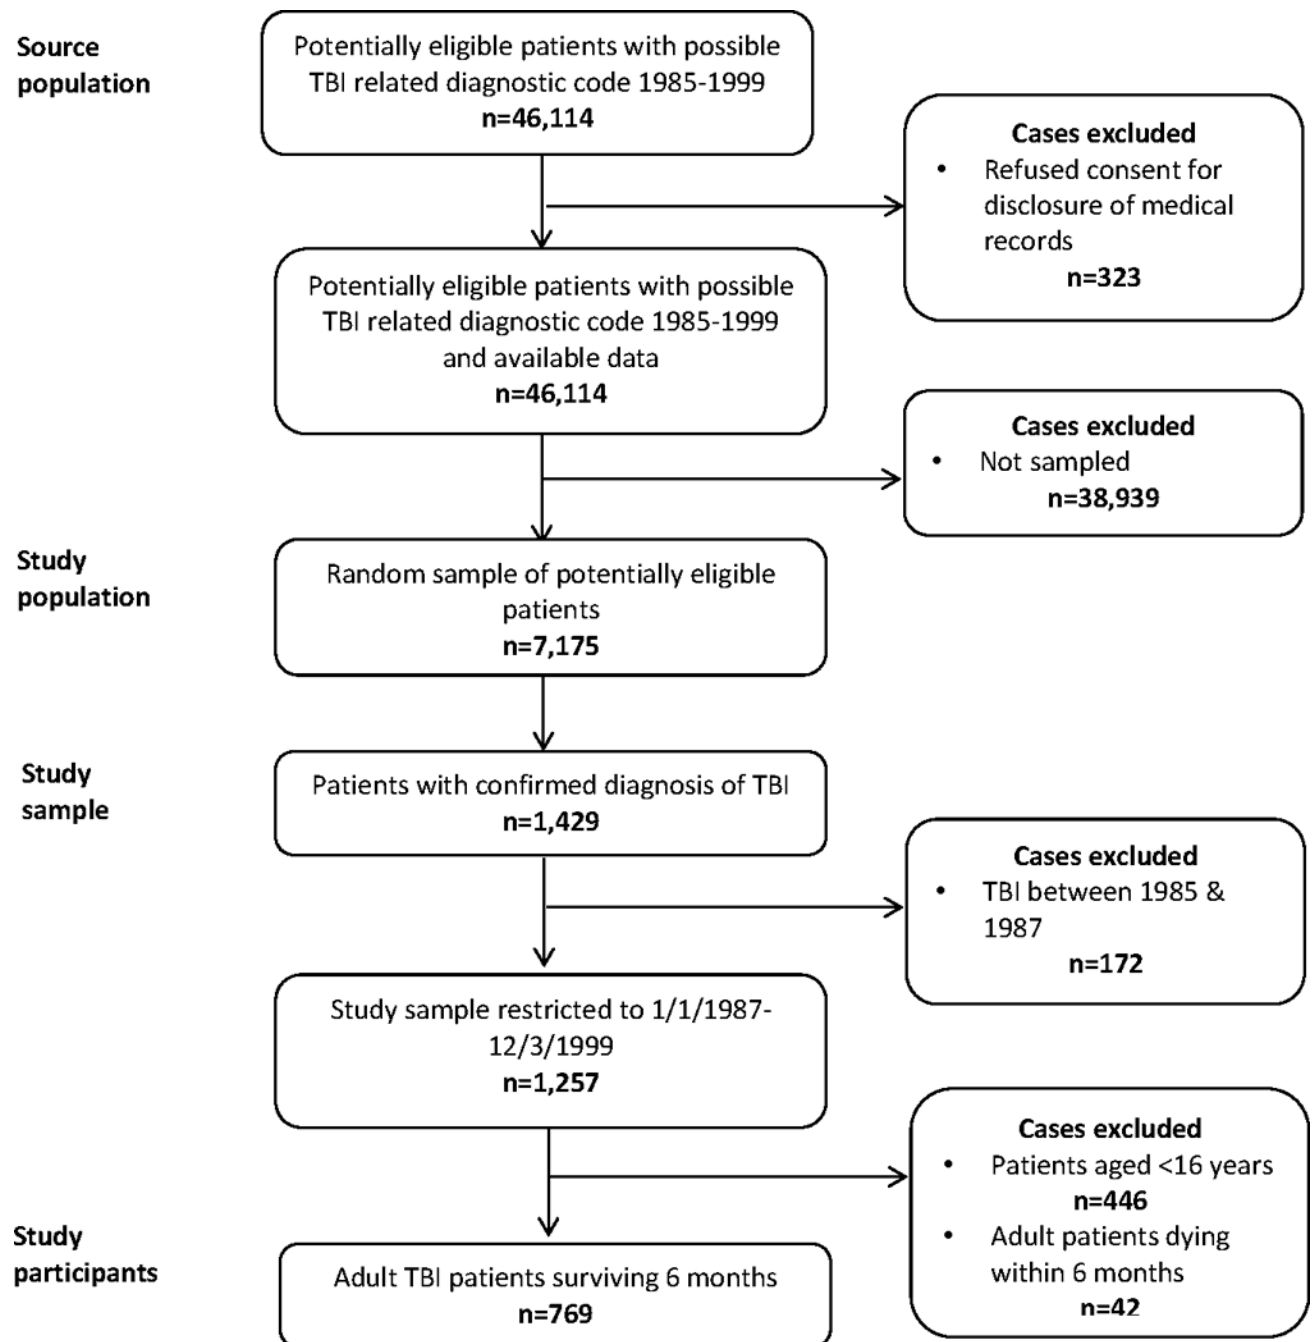 Source
population
Potentially eligible patients with possible
TBI related diagnostic code 1985-1999
n=46,114
Cases excluded
• Refused consent for
disclosure of medical
records
n=323
Potentially eligible patients with possible
TBI related diagnostic code 1985-1999
and available data
n=46,114
Cases excluded
• Not sampled
n=38,939
Study
population
Random sample of potentially eligible
patients
n=7,175
Study
sample
Patients with confirmed diagnosis of TBI
n=1,429
Cases excluded
• TBI between 1985 &
1987
n=172
Study sample restricted to 1/1/1987-
12/3/1999
n=1,257
Cases excluded
• Patients aged <16 years
n=446
• Adult patients dying
within 6 months
n=42
Study
participants
Adult TBI patients surviving 6 months
n=769